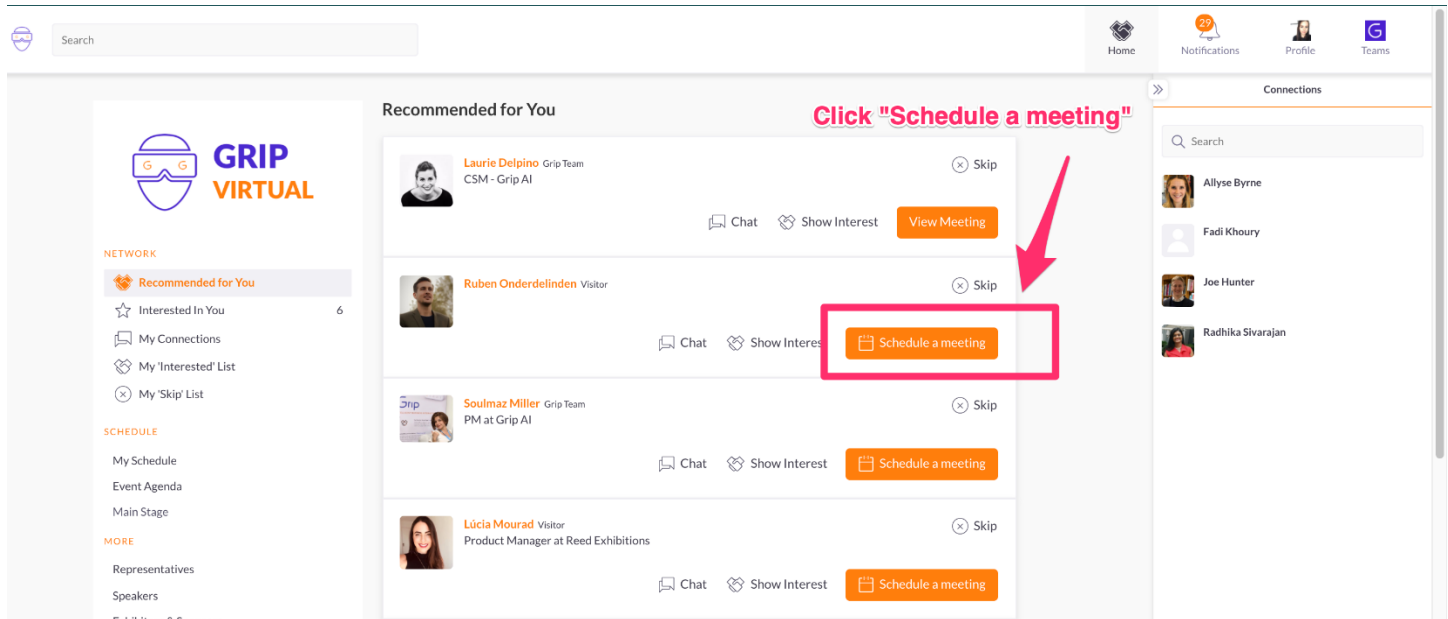 Search
Home
29
Notifications
Profile
G
Teams
Connections
Search
Allyse Byrne
Fadi Khoury
Joe Hunter
Radhika Sivarajan
G G
GRIP
VIRTUAL
NETWORK
Recommended for You
Interested In You 6
My Connections
My 'Interested' List
My 'Skip' List
SCHEDULE
My Schedule
Event Agenda
Main Stage
MORE
Representatives
Speakers
Recommended for You
Click "Schedule a meeting"
Laurie Delpino Grip Team
CSM - Grip AI
Skip
Chat Show Interest View Meeting
Ruben Onderdelinden Visitor
Skip
Chat Show Interes Schedule a meeting
Grip
Soulmaz Miller Grip Team
PM at Grip AI
Skip
Chat Show Interest Schedule a meeting
Lúcia Mourad Visitor
Product Manager at Reed Exhibitions
Skip
Chat Show Interest Schedule a meeting